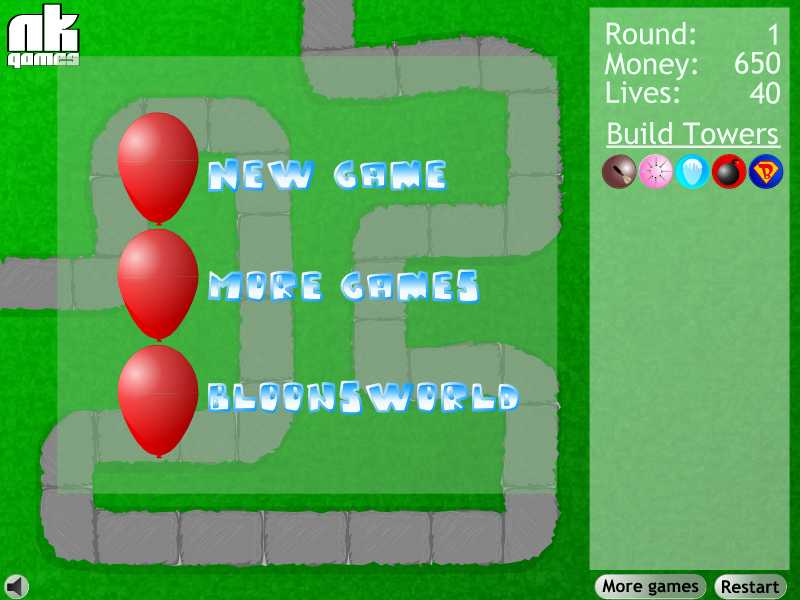 nk
games
Round: 1
Money: 650
Lives: 40
Build Towers
B
NEW GAME
MORE GAMES
BLOONSWORLD
More games
Restart